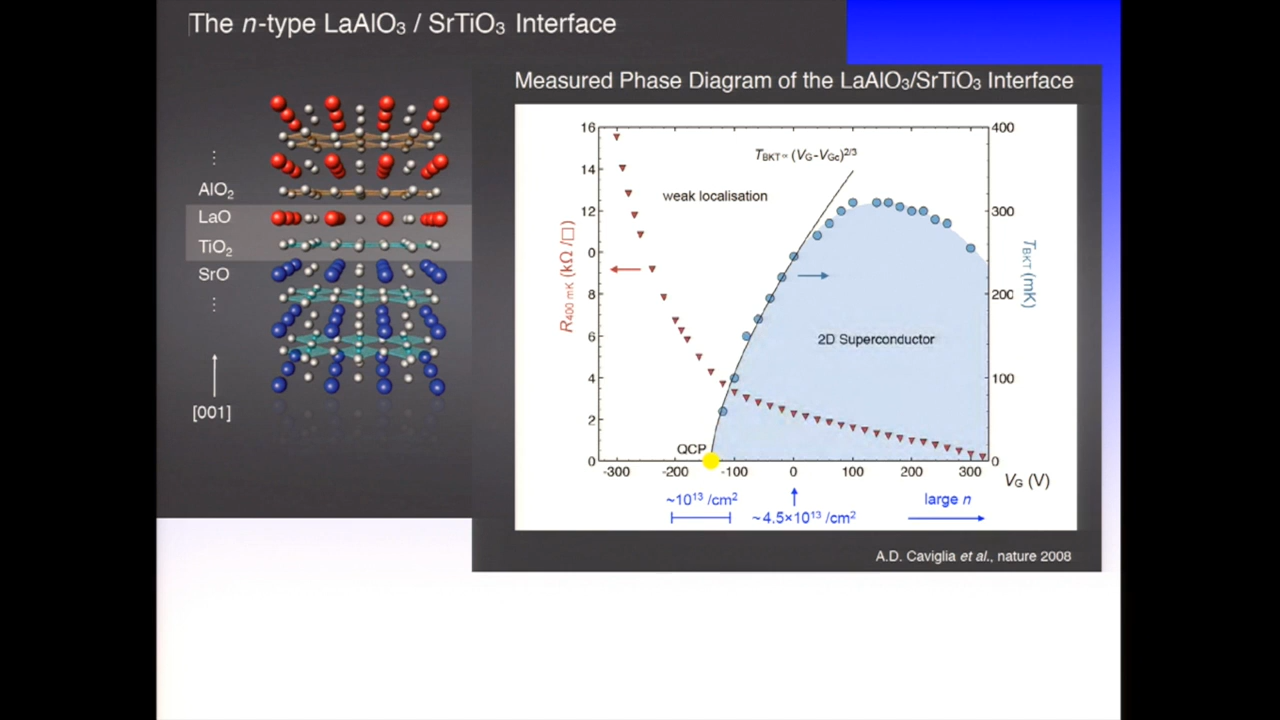 The n-type LaAlO₃ / SrTiO₃ Interface
⋮
AlO₂
LaO
TiO₂
SrO
⋮
[001]
Measured Phase Diagram of the LaAlO₃/SrTiO₃ Interface
16
14
12
0
8
6
4
2
0
R400 mK (kΩ /□)
400
300
200
100
0
TBKT (mK)
TBKT∝ (VG-VGc)2/3
weak localisation
2D Superconductor
QCP
-300 -200 -100 0 100 200 300
VG (V)
~10¹³ /cm²
~4.5×10¹³ /cm²
large n
A.D. Caviglia et al., nature 2008